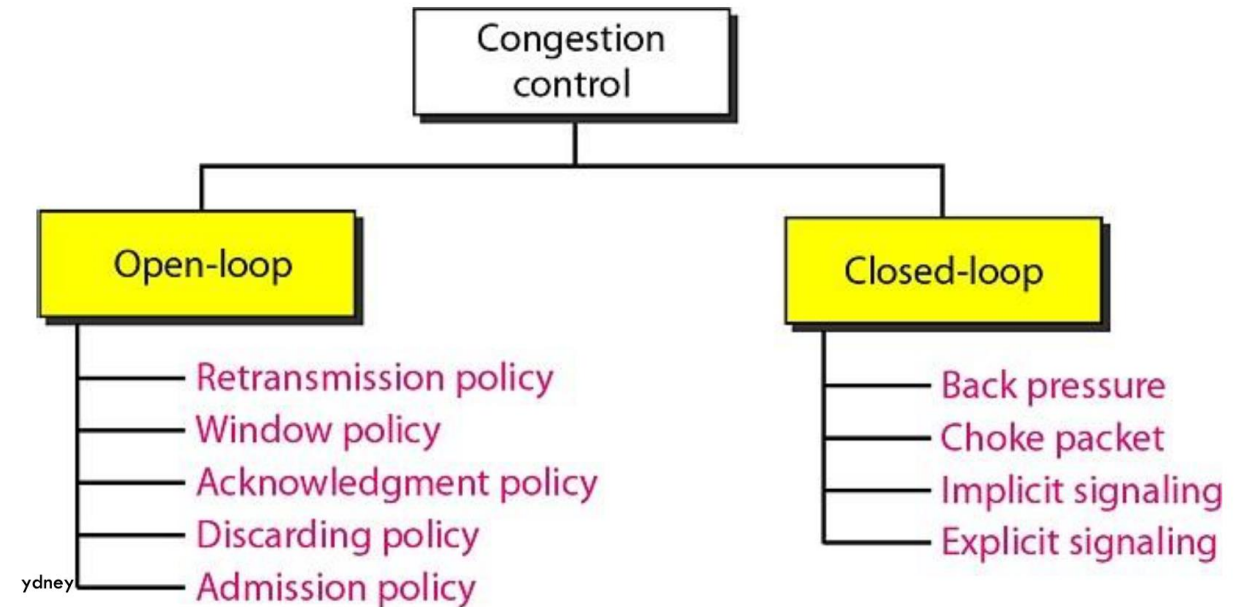 Congestion
control
Open-loop
Retransmission policy
Window policy
Acknowledgment policy
Discarding policy
Admission policy
Closed-loop
Back pressure
Choke packet
Implicit signaling
Explicit signaling
ydney